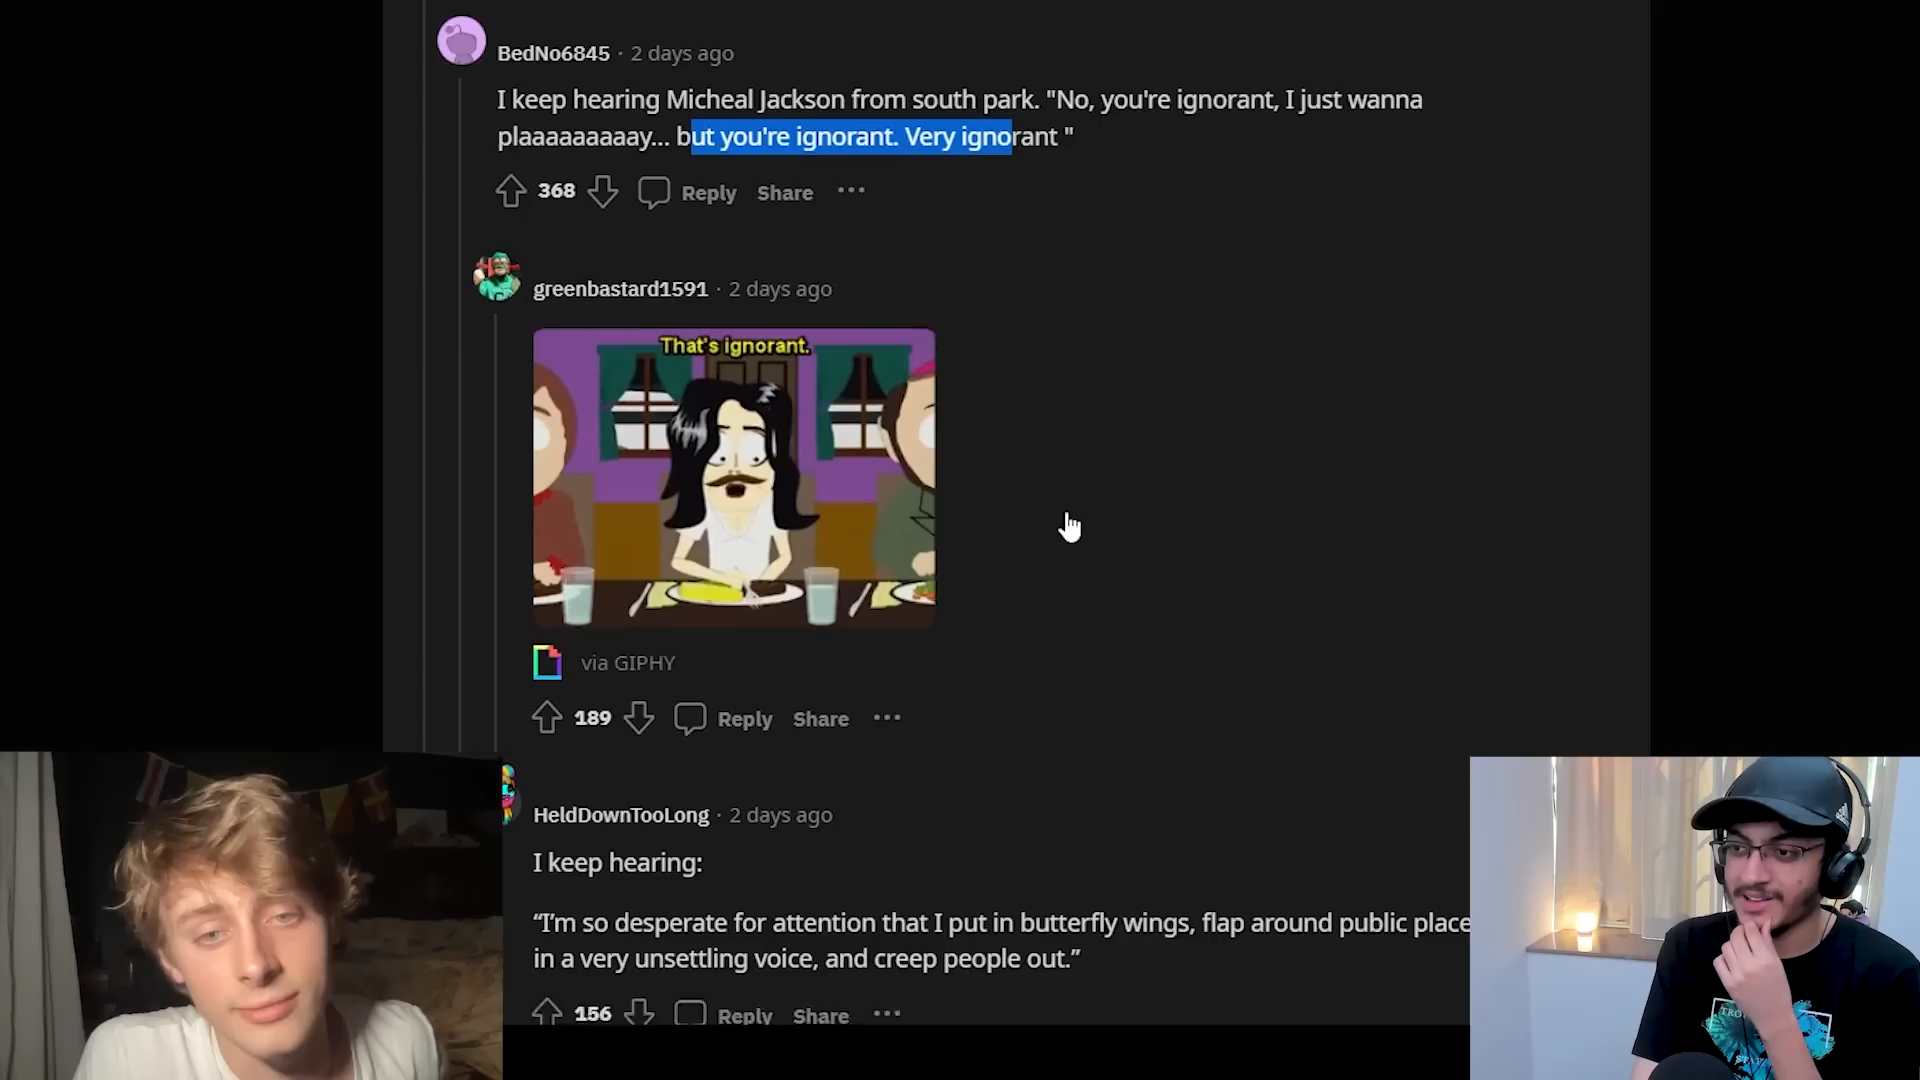 BedNo6845 · 2 days ago
I keep hearing Micheal Jackson from south park. "No, you're ignorant, I just wanna
plaaaaaaaaay... but you're ignorant. Very ignorant "
368 Reply Share ···
greenbastard1591 · 2 days ago
That's ignorant.
via GIPHY
189 Reply Share ···
HeldDownTooLong · 2 days ago
I keep hearing:
“I’m so desperate for attention that I put in butterfly wings, flap around public place
in a very unsettling voice, and creep people out.”
156 Reply Share ···